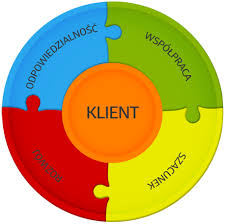 ODPOWIEDZIALNOŚĆ
WSPÓŁPRACA
KLIENT
SZACUNEK